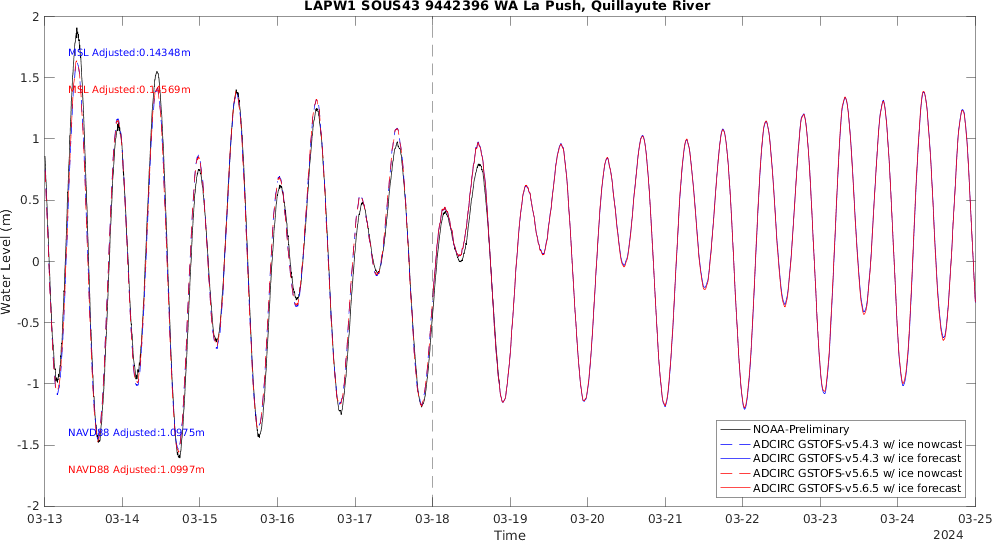 LAPW1 SOUS43 9442396 WA La Push, Quillayute River
2
1.5
1
0.5
0
-0.5
-1
-1.5
-2
Water Level (m)
MSL Adjusted:0.14348m
MSL Adjusted:0.14569m
NAVD88 Adjusted:1.0975m
NAVD88 Adjusted:1.0997m
NOAA-Preliminary
ADCIRC GSTOFS-v5.4.3 w/ ice nowcast
ADCIRC GSTOFS-v5.4.3 w/ ice forecast
ADCIRC GSTOFS-v5.6.5 w/ ice nowcast
ADCIRC GSTOFS-v5.6.5 w/ ice forecast
03-13 03-14 03-15 03-16 03-17 03-18 03-19 03-20 03-21 03-22 03-23 03-24 03-25
Time
2024